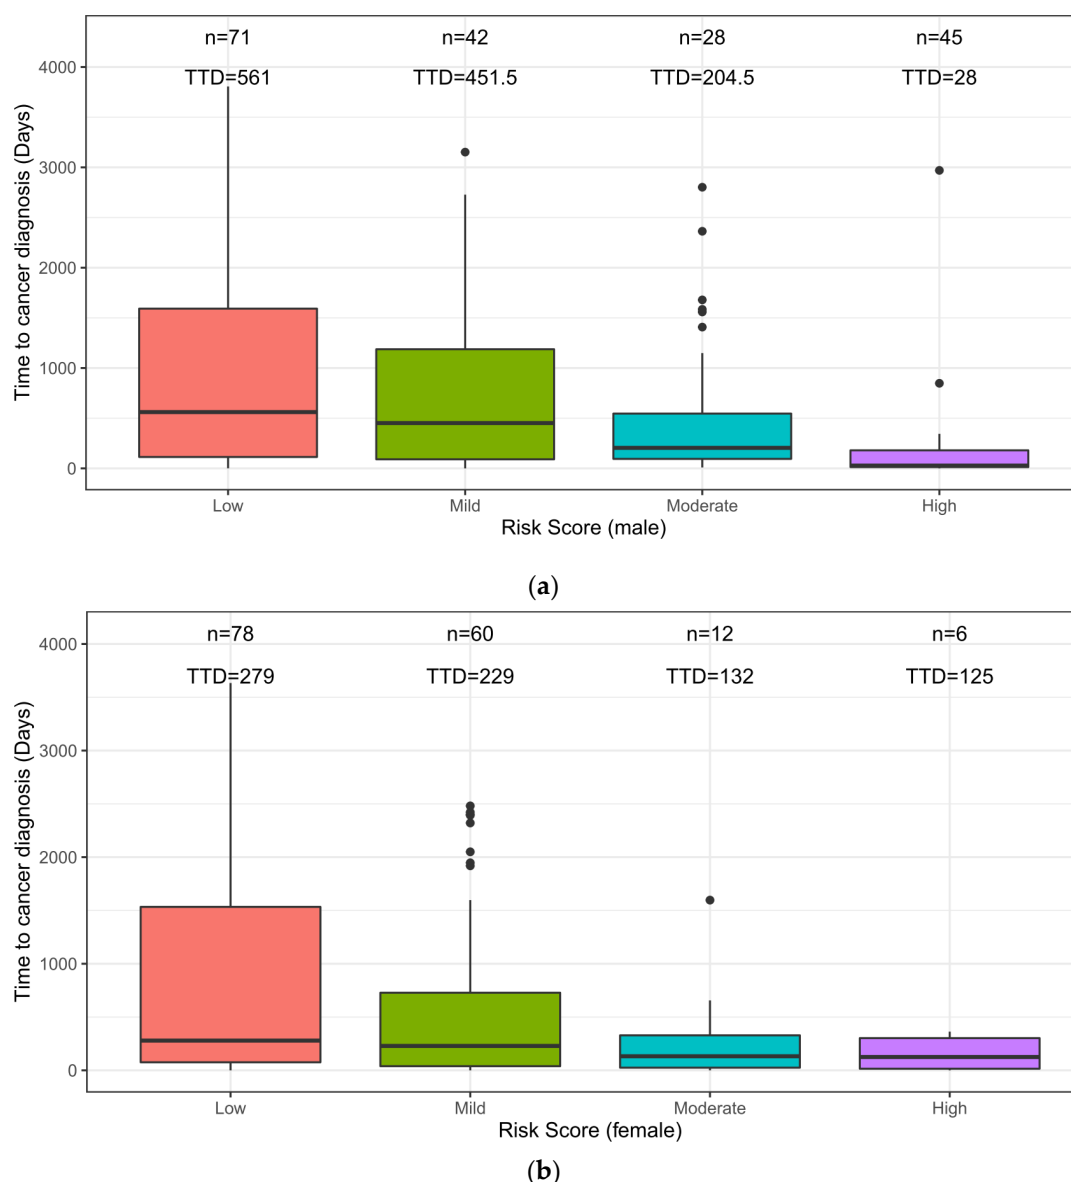 n=71 n=42 n=28 n=45
4000
TTD=561 TTD=451.5 TTD=204.5 TTD=28
3000
2000
1000
0
Time to cancer diagnosis (Days)
Low Mild Moderate High
Risk Score (male)
(a)
n=78 n=60 n=12 n=6
4000
TTD=279 TTD=229 TTD=132 TTD=125
3000
2000
1000
0
Time to cancer diagnosis (Days)
Low Mild Moderate High
Risk Score (female)
(b)